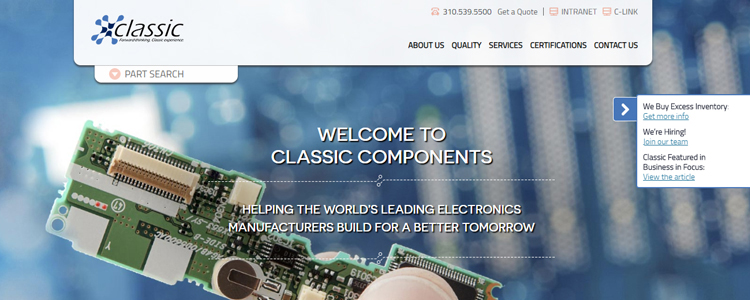 classic
Forward-thinking. Classic experience.
310.539.5500 Get a Quote | INTRANET C-LINK
ABOUT US QUALITY SERVICES CERTIFICATIONS CONTACT US
PART SEARCH
WELCOME TO
CLASSIC COMPONENTS
HELPING THE WORLD'S LEADING ELECTRONICS
MANUFACTURERS BUILD FOR A BETTER TOMORROW
We Buy Excess Inventory:
Get more info
We're Hiring!
Join our team
Classic Featured in
Business in Focus:
View the article